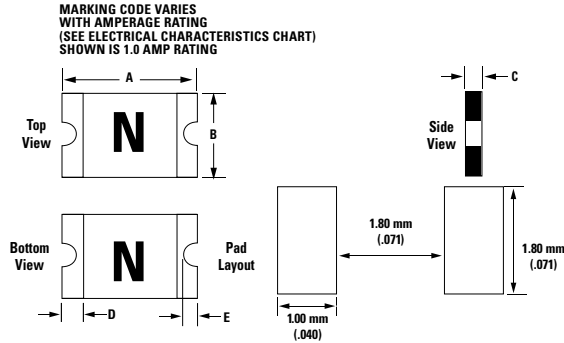 MARKING CODE VARIES
WITH AMPERAGE RATING
(SEE ELECTRICAL CHARACTERISTICS CHART)
SHOWN IS 1.0 AMP RATING
A
C
Top
View
N
B
Side
View
Bottom
View
N
Pad
Layout
1.80 mm
(.071)
1.80 mm
(.071)
D
E
1.00 mm
(.040)